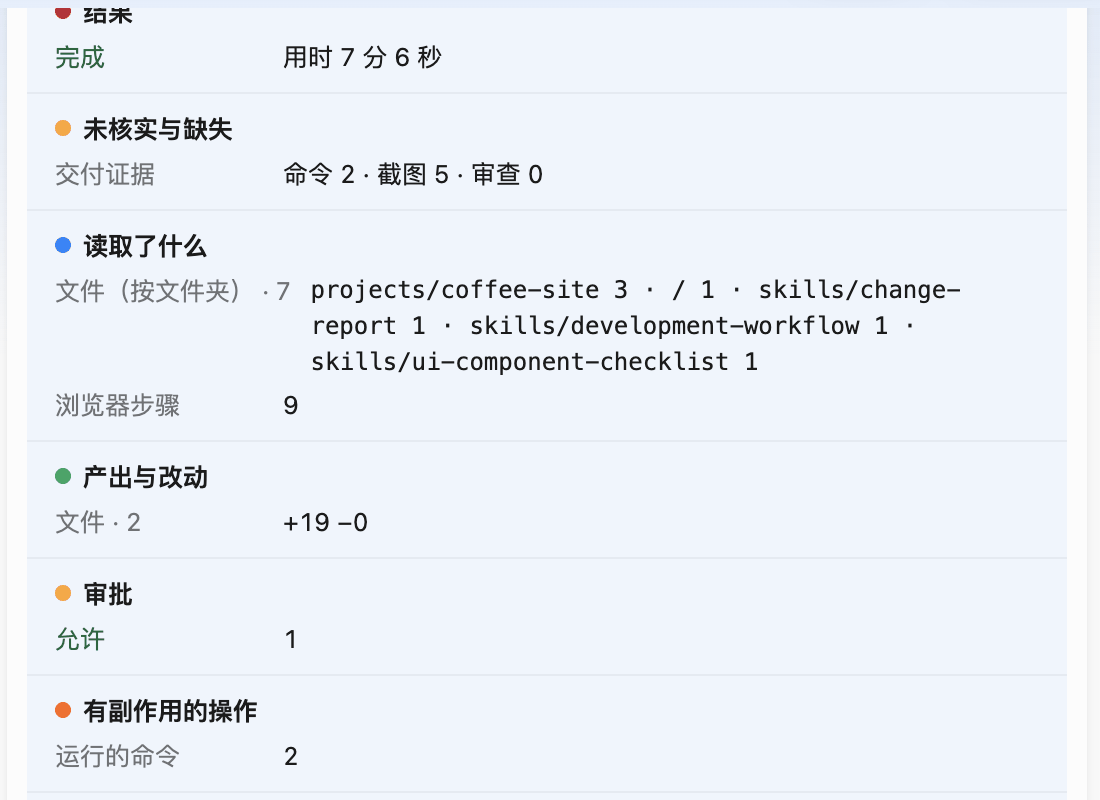 结果
完成 用时 7 分 6 秒
未核实与缺失
交付证据 命令 2 · 截图 5 · 审查 0
读取了什么
文件（按文件夹） · 7 projects/coffee-site 3 · / 1 · skills/change-
report 1 · skills/development-workflow 1 ·
skills/ui-component-checklist 1
浏览器步骤 9
产出与改动
文件 · 2 +19 −0
审批
允许 1
有副作用的操作
运行的命令 2